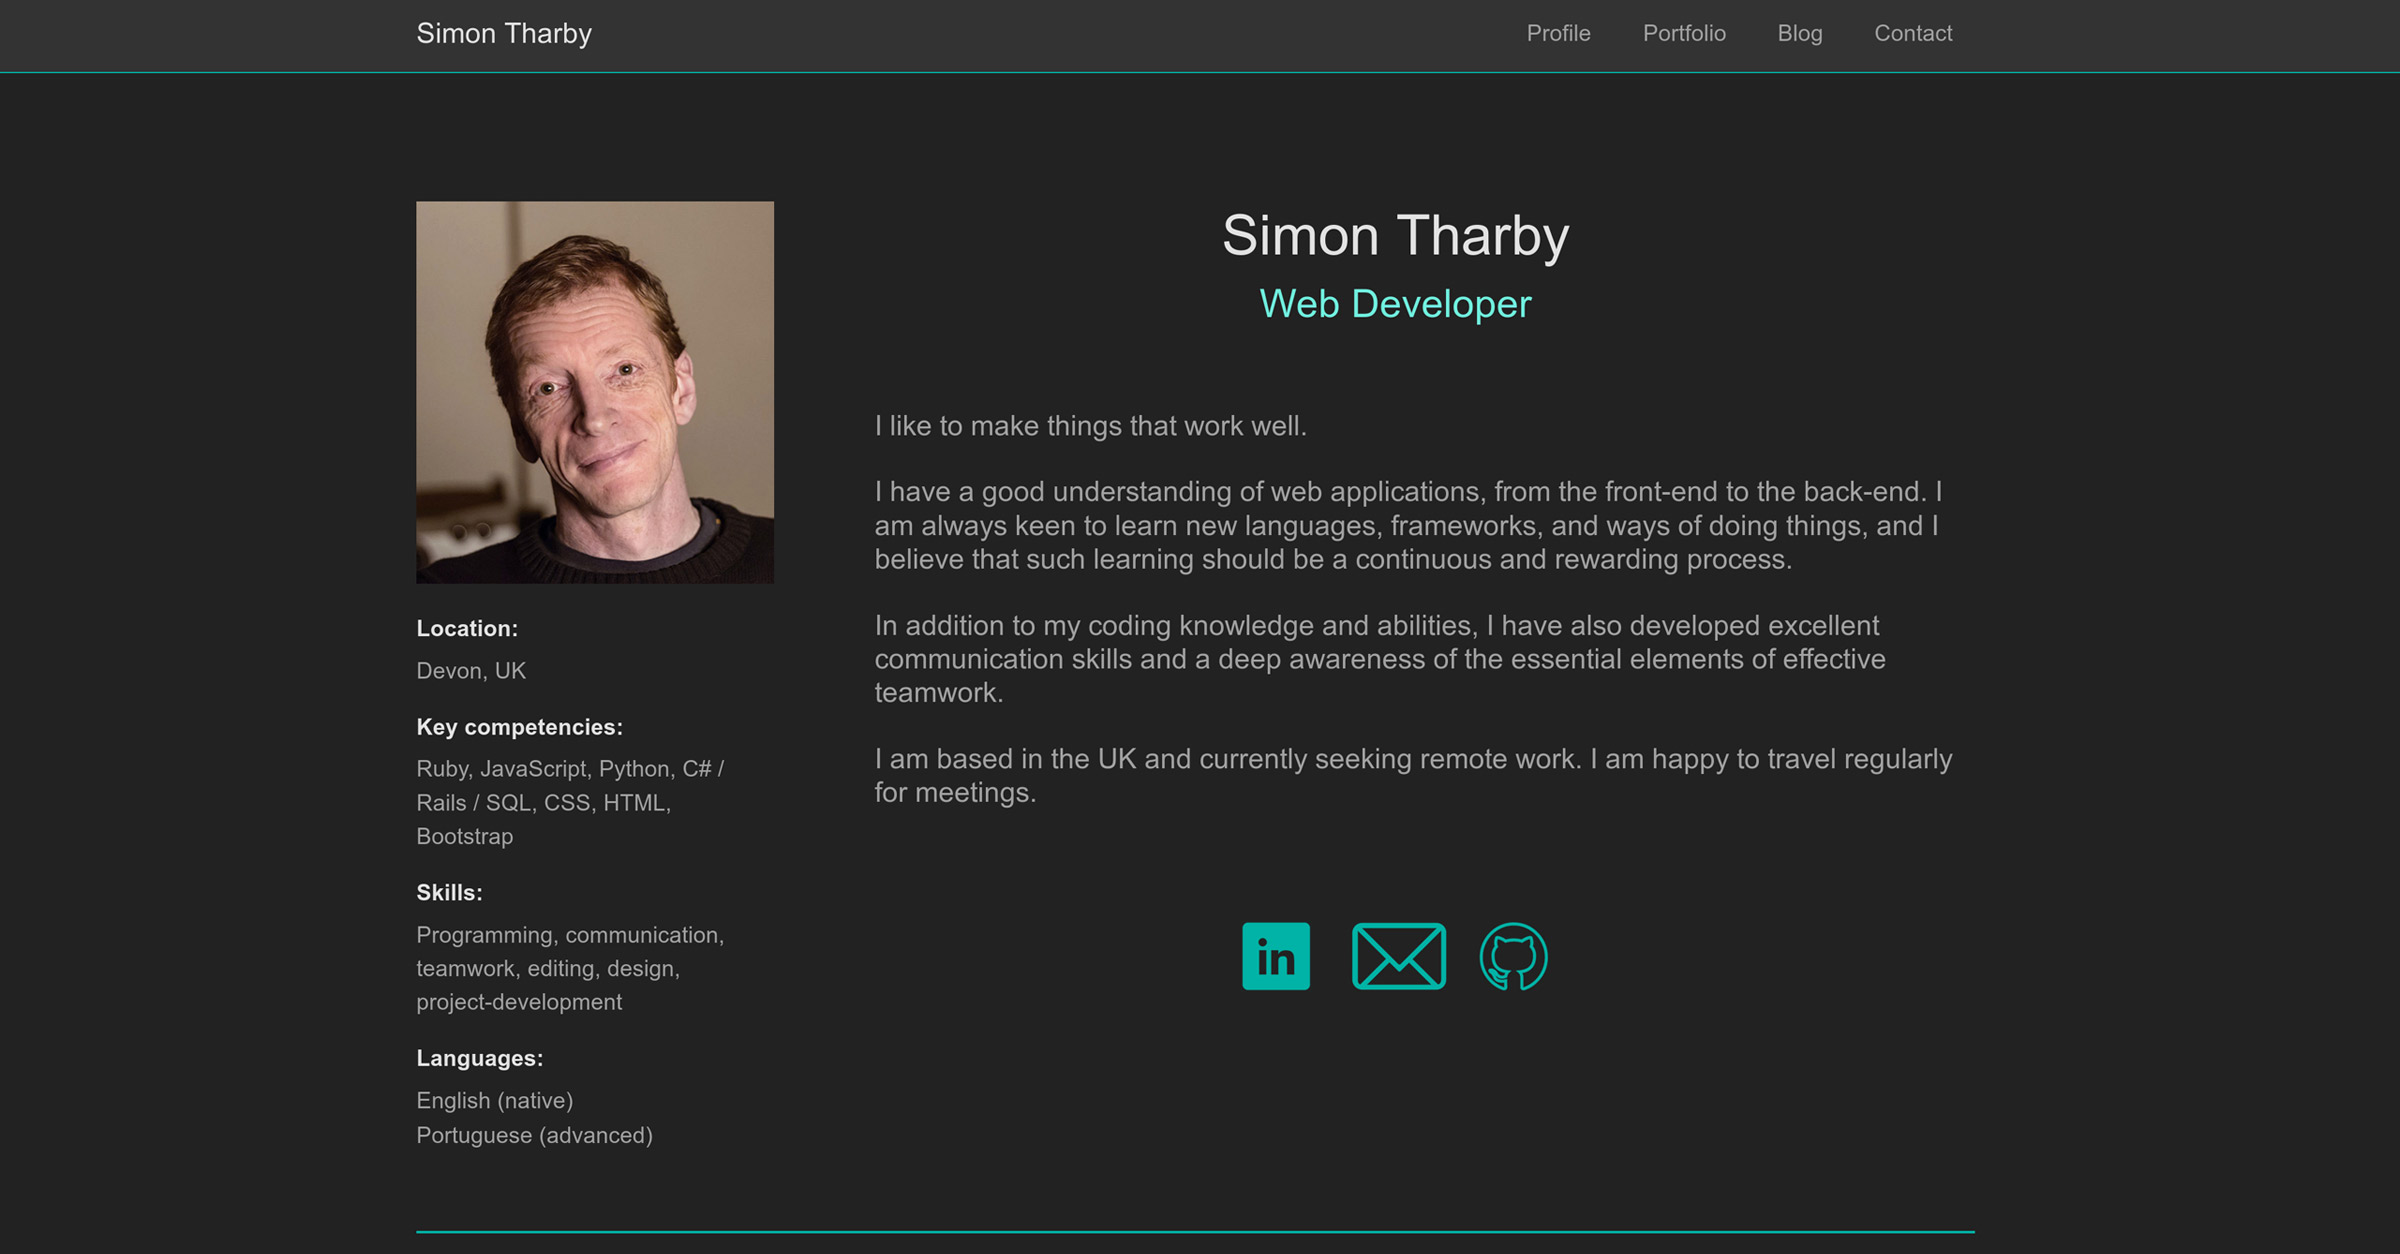 Simon Tharby
Profile Portfolio Blog Contact
Simon Tharby
Web Developer
I like to make things that work well.
I have a good understanding of web applications, from the front-end to the back-end. I
am always keen to learn new languages, frameworks, and ways of doing things, and I
believe that such learning should be a continuous and rewarding process.
In addition to my coding knowledge and abilities, I have also developed excellent
communication skills and a deep awareness of the essential elements of effective
teamwork.
I am based in the UK and currently seeking remote work. I am happy to travel regularly
for meetings.
in
Location:
Devon, UK
Key competencies:
Ruby, JavaScript, Python, C# /
Rails / SQL, CSS, HTML,
Bootstrap
Skills:
Programming, communication,
teamwork, editing, design,
project-development
Languages:
English (native)
Portuguese (advanced)